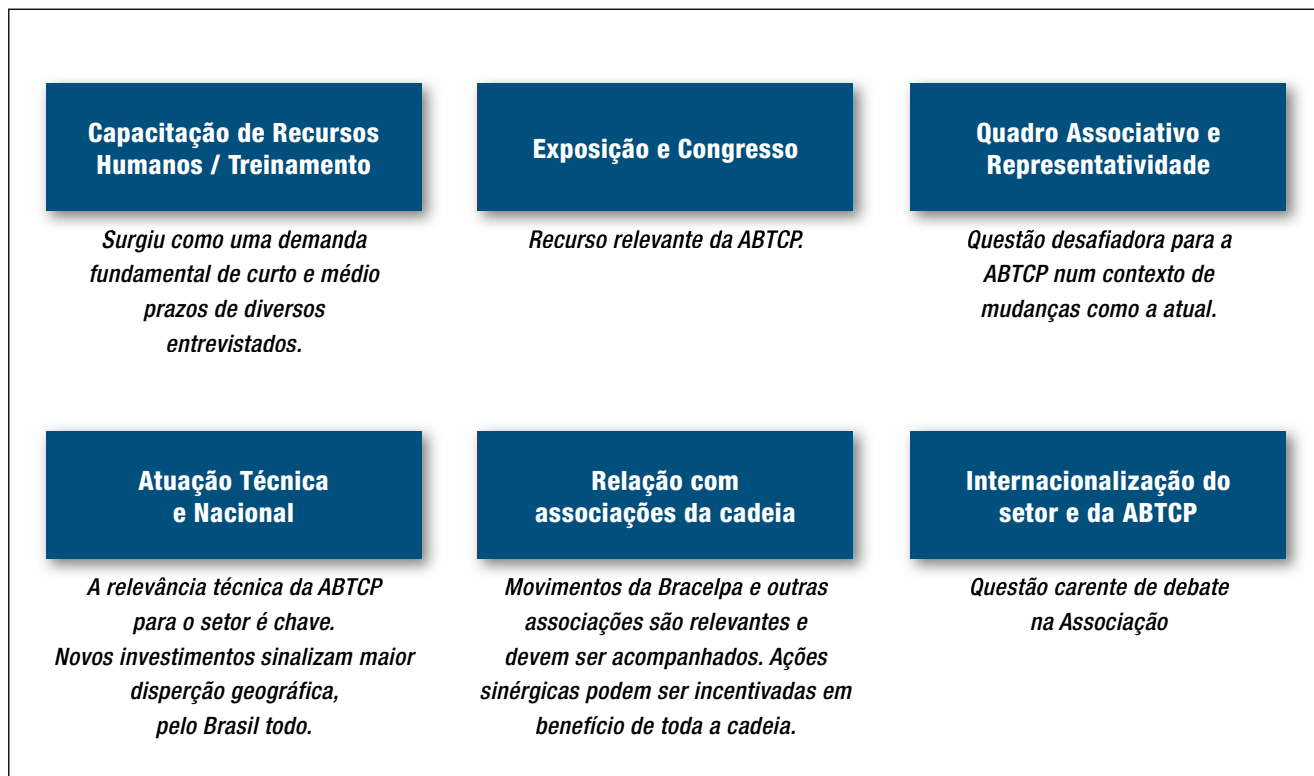 Capacitação de Recursos
Humanos / Treinamento
Surgiu como uma demanda
fundamental de curto e médio
prazos de diversos
entrevistados.
Exposição e Congresso
Recurso relevante da ABTCP.
Quadro Associativo e
Representatividade
Questão desafiadora para a
ABTCP num contexto de
mudanças como a atual.
Atuação Técnica
e Nacional
A relevância técnica da ABTCP
para o setor é chave.
Novos investimentos sinalizam maior
disperção geográfica,
pelo Brasil todo.
Relação com
associações da cadeia
Movimentos da Bracelpa e outras
associações são relevantes e
devem ser acompanhados. Ações
sinérgicas podem ser incentivadas em
benefício de toda a cadeia.
Internacionalização do
setor e da ABTCP
Questão carente de debate
na Associação